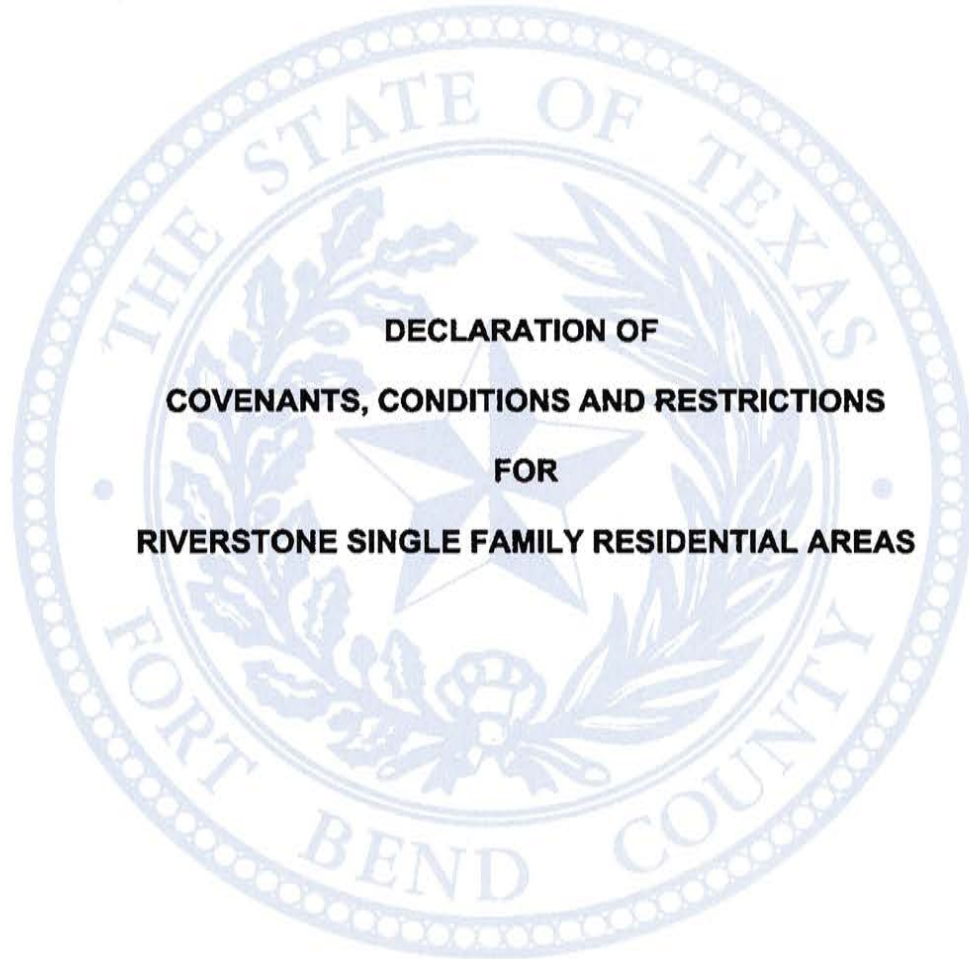 THE STATE OF TEXAS
DECLARATION OF
COVENANTS, CONDITIONS AND RESTRICTIONS
FOR
RIVERSTONE SINGLE FAMILY RESIDENTIAL AREAS
FORT BEND COUNTY